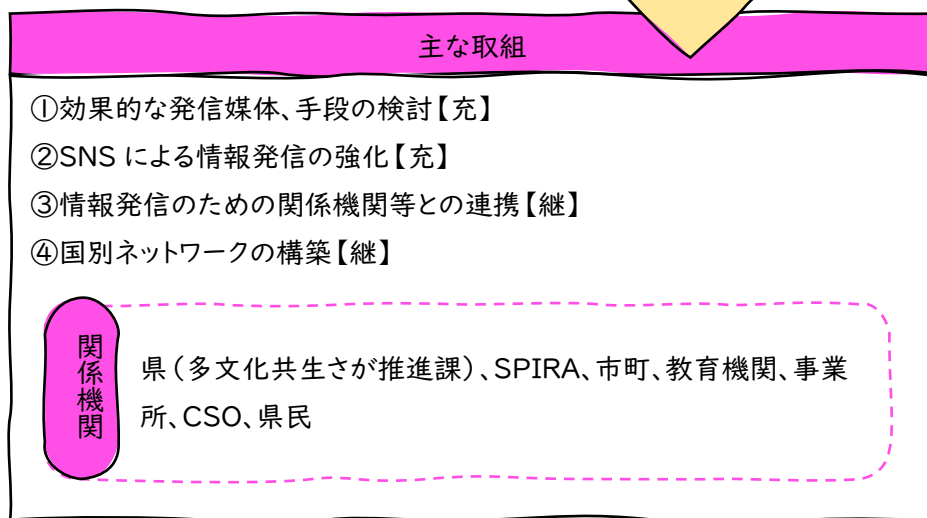 主な取組
①効果的な発信媒体、手段の検討【充】
②SNS による情報発信の強化【充】
③情報発信のための関係機関等との連携【継】
④国別ネットワークの構築【継】
関係機関
県（多文化共生さが推進課）、SPIRA、市町、教育機関、事業
所、CSO、県民